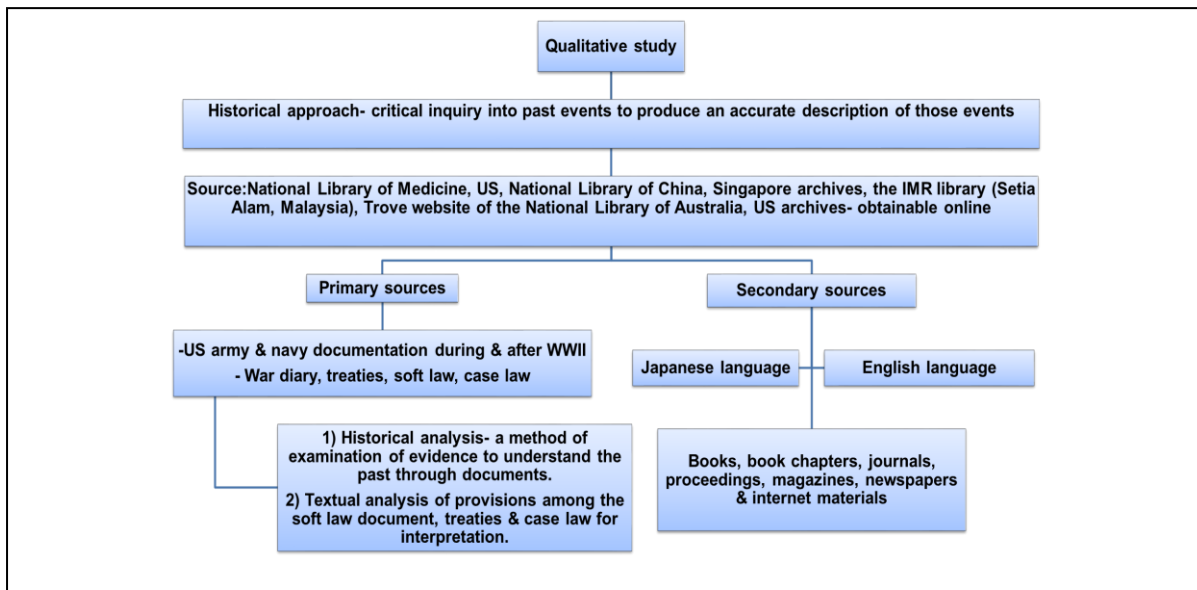 Qualitative study
Historical approach- critical inquiry into past events to produce an accurate description of those events
Source:National Library of Medicine, US, National Library of China, Singapore archives, the IMR library (Setia
Alam, Malaysia), Trove website of the National Library of Australia, US archives- obtainable online
Primary sources
Secondary sources
-US army & navy documentation during & after WWII
- War diary, treaties, soft law, case law
Japanese language
English language
1) Historical analysis- a method of
examination of evidence to understand the
past through documents.
2) Textual analysis of provisions among the
soft law document, treaties & case law for
interpretation.
Books, book chapters, journals,
proceedings, magazines, newspapers
& internet materials